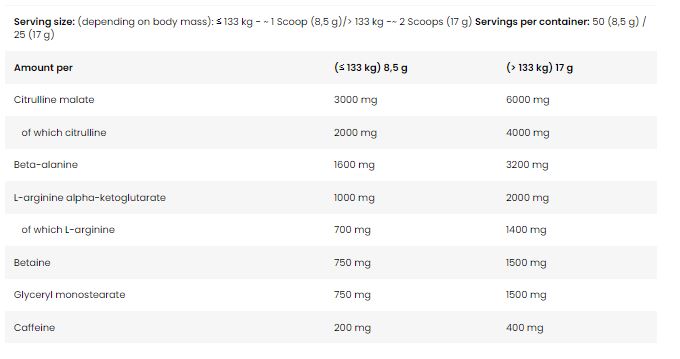 Serving size: (depending on body mass): ≤ 133 kg - ~ 1 Scoop (8,5 g)/> 133 kg -~ 2 Scoops (17 g) Servings per container: 50 (8,5 g) /
25 (17 g)
Amount per (≤ 133 kg) 8,5 g (> 133 kg) 17 g
Citrulline malate 3000 mg 6000 mg
of which citrulline 2000 mg 4000 mg
Beta-alanine 1600 mg 3200 mg
L-arginine alpha-ketoglutarate 1000 mg 2000 mg
of which L-arginine 700 mg 1400 mg
Betaine 750 mg 1500 mg
Glyceryl monostearate 750 mg 1500 mg
Caffeine 200 mg 400 mg